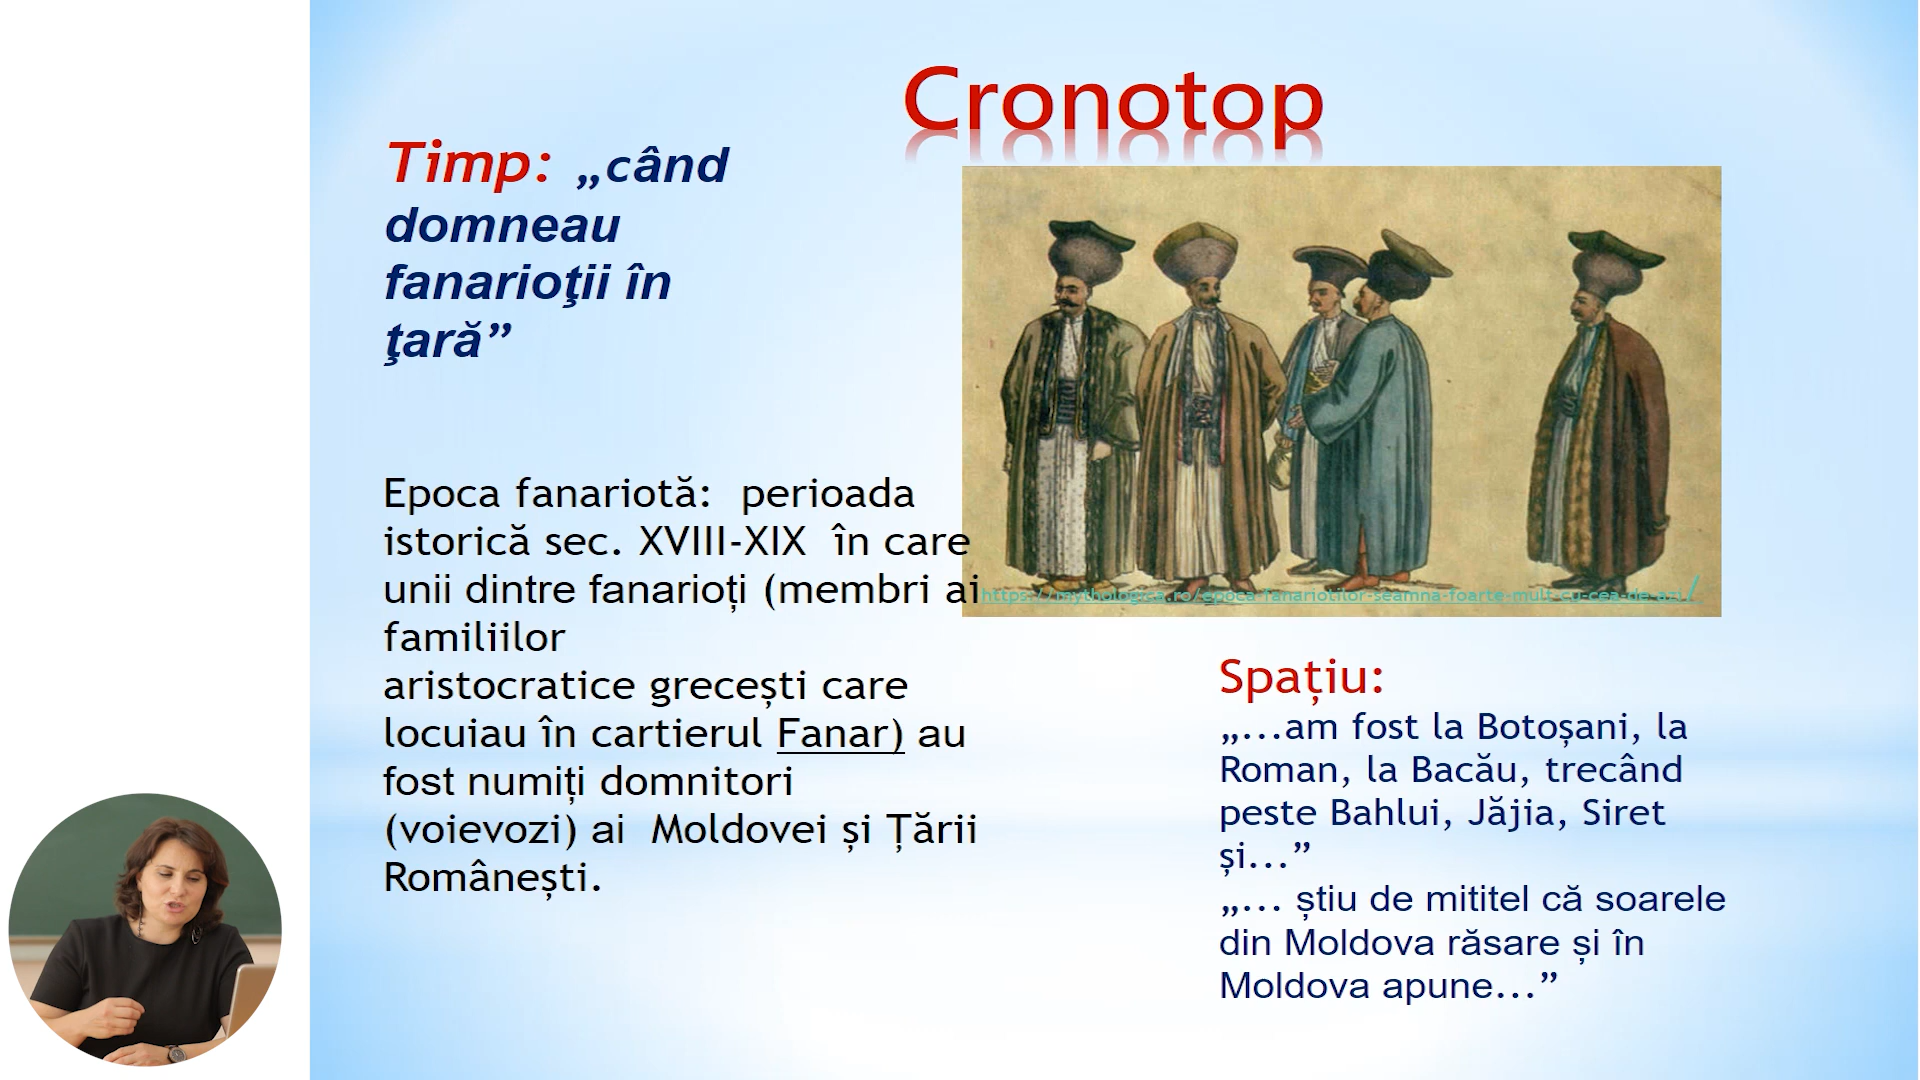 Cronotop
Timp: „când
domneau
fanarioţii în
ţară”
Epoca fanariotă: perioada
istorică sec. XVIII-XIX în care
unii dintre fanarioți (membri ai
familiilor
aristocratice grecești care
locuiau în cartierul Fanar) au
fost numiți domnitori
(voievozi) ai Moldovei și Țării
Românești.
https://mythologica.ro/epoca-fanariotilor-seamna-foarte-mult-cu-cea-de-azi/
Spațiu:
„...am fost la Botoșani, la
Roman, la Bacău, trecând
peste Bahlui, Jăjia, Siret
și...”
„... știu de mititel că soarele
din Moldova răsare și în
Moldova apune...”